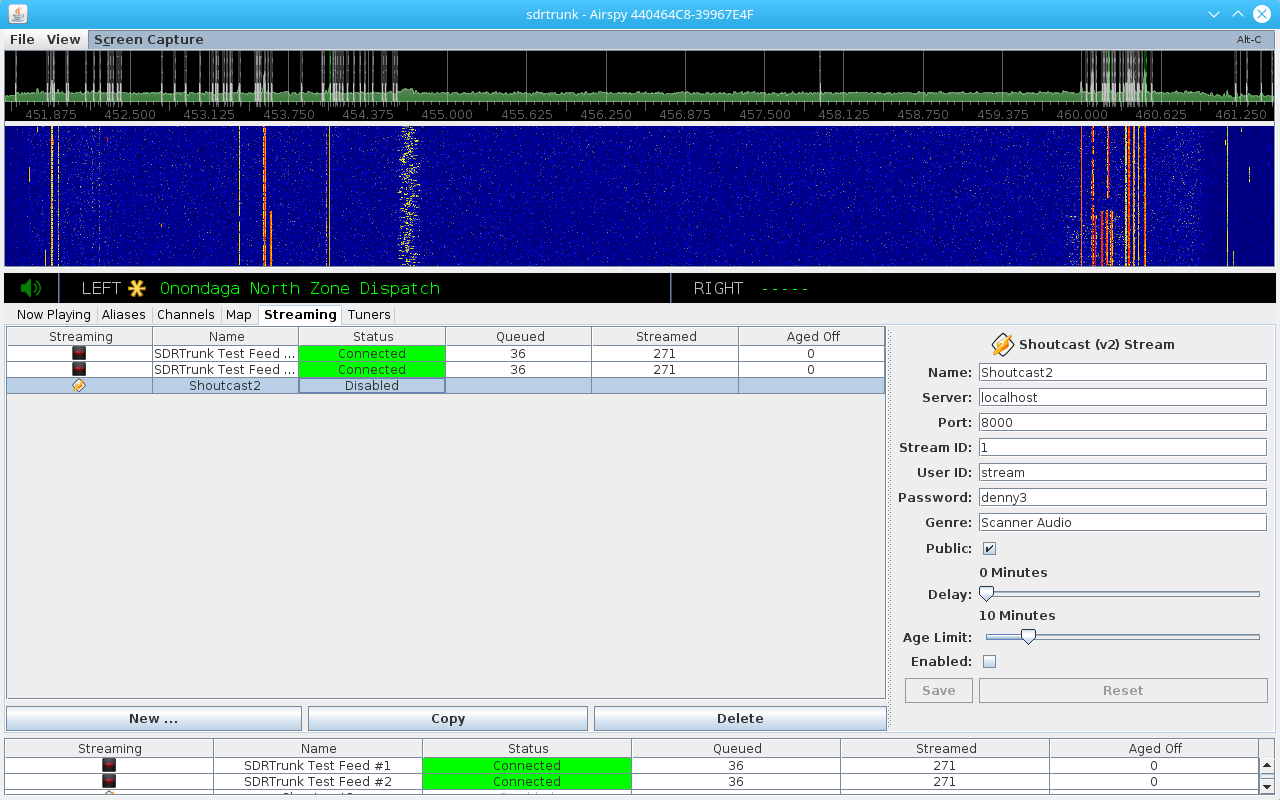 sdrtrunk - Airspy 440464C8-39967E4F
File View Screen Capture Alt-C
451.875 452.500 453.125 453.750 454.375 455.000 455.625 456.250 456.875 457.500 458.125 458.750 459.375 460.000 460.625 461.250
LEFT Onondaga North Zone Dispatch RIGHT -----
Now Playing Aliases Channels Map Streaming Tuners
Streaming Name Status Queued Streamed Aged Off
SDRTrunk Test Feed ... Connected 36 271 0
SDRTrunk Test Feed ... Connected 36 271 0
Shoutcast2 Disabled
Shoutcast (v2) Stream
Name: Shoutcast2
Server: localhost
Port: 8000
Stream ID: 1
User ID: stream
Password: denny3
Genre: Scanner Audio
Public:
0 Minutes
Delay:
10 Minutes
Age Limit:
Enabled:
Save Reset
New ... Copy Delete
Streaming Name Status Queued Streamed Aged Off
SDRTrunk Test Feed #1 Connected 36 271 0
SDRTrunk Test Feed #2 Connected 36 271 0